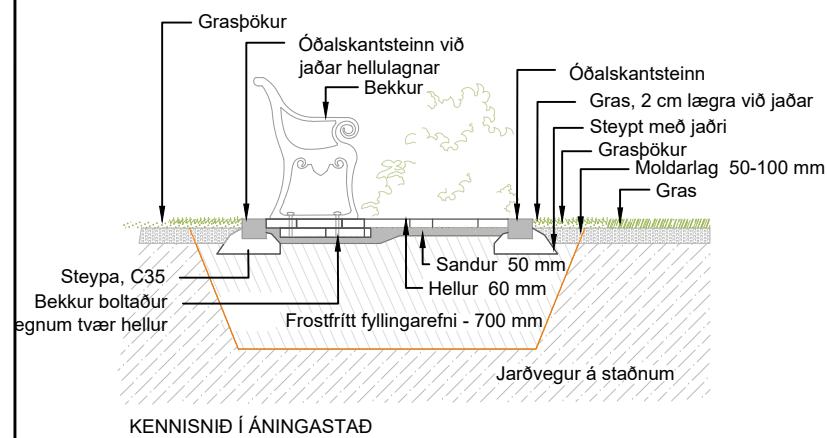 Grasþökur
Óðalskantsteinn við
jaðar hellulagnar
Bekkur
Óðalskantsteinn
Gras, 2 cm lægra við jaðar
Steypt með jaðri
Grasþökur
Moldarlag 50-100 mm
Gras
Steypa, C35
Bekkur boltaður
egnum tvær hellur
Sandur 50 mm
Hellur 60 mm
Frostfrítt fyllingarefni - 700 mm
Jarðvegur á staðnum
KENNISNIÐ Í ÁNINGASTAÐ